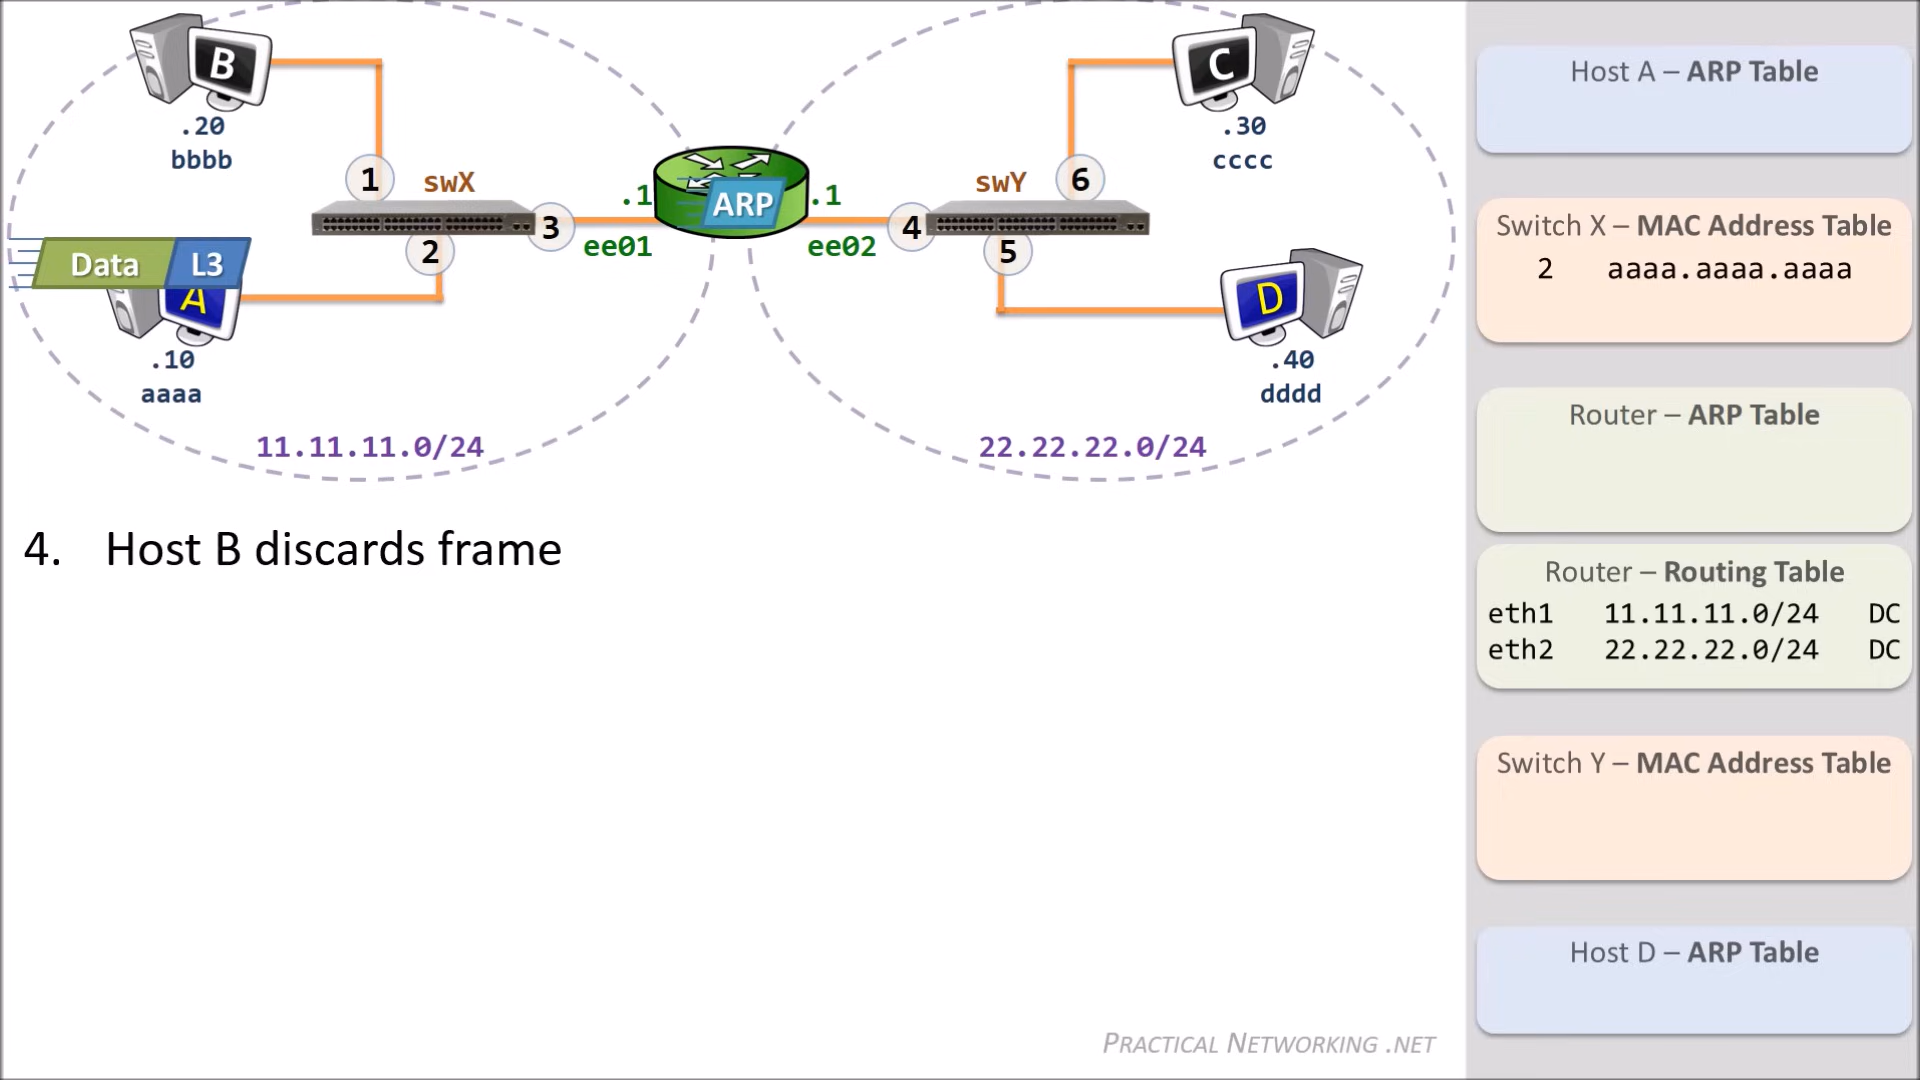 B
.20
bbbb
1
swX
2
3
.1
ee01
ARP
.1
ee02
4
swY
6
5
C
.30
cccc
Data L3
A
.10
aaaa
D
.40
dddd
11.11.11.0/24
22.22.22.0/24
4. Host B discards frame
PRACTICAL NETWORKING .NET
Host A – ARP Table
Switch X – MAC Address Table
2 aaaa.aaaa.aaaa
Router – ARP Table
Router – Routing Table
eth1 11.11.11.0/24 DC
eth2 22.22.22.0/24 DC
Switch Y – MAC Address Table
Host D – ARP Table